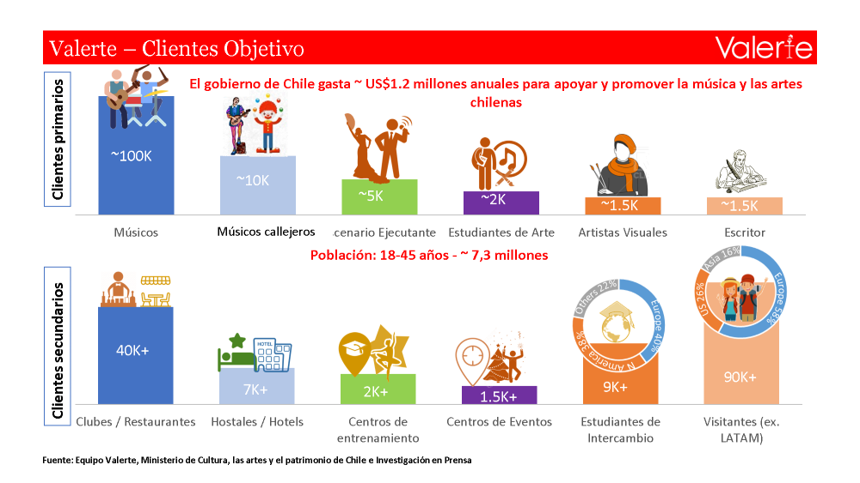 Valerte – Clientes Objetivo
Valerte
Clientes primarios
El gobierno de Chile gasta ~ US$1.2 millones anuales para apoyar y promover la música y las artes
chilenas
~100K
~10K
~5K
~2K
~1.5K
~1.5K
Músicos
Músicos callejeros
cenario Ejecutante
Estudiantes de Arte
Artistas Visuales
Escritor
Población: 18-45 años - ~ 7,3 millones
Clientes secundarios
HOTEL
Others 22%
Europe 40%
N America 38%
Asia 16%
US 26%
Europe 58%
40K+
7K+
2K+
1.5K+
9K+
90K+
Clubes / Restaurantes
Hostales / Hotels
Centros de
entrenamiento
Centros de Eventos
Estudiantes de
Intercambio
Visitantes (ex.
LATAM)
Fuente: Equipo Valerte, Ministerio de Cultura, las artes y el patrimonio de Chile e Investigación en Prensa